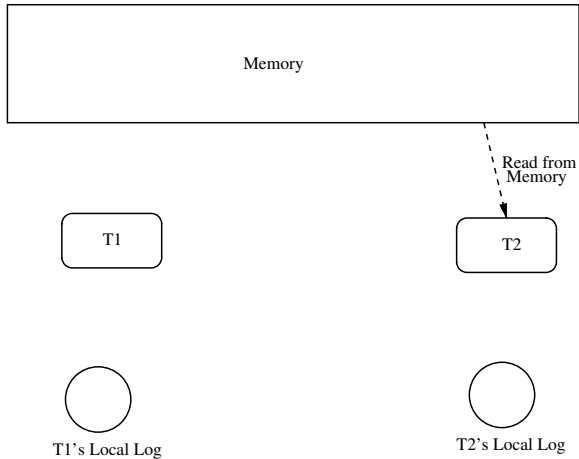 Memory
Read from
Memory
T1
T2
T1's Local Log
T2's Local Log